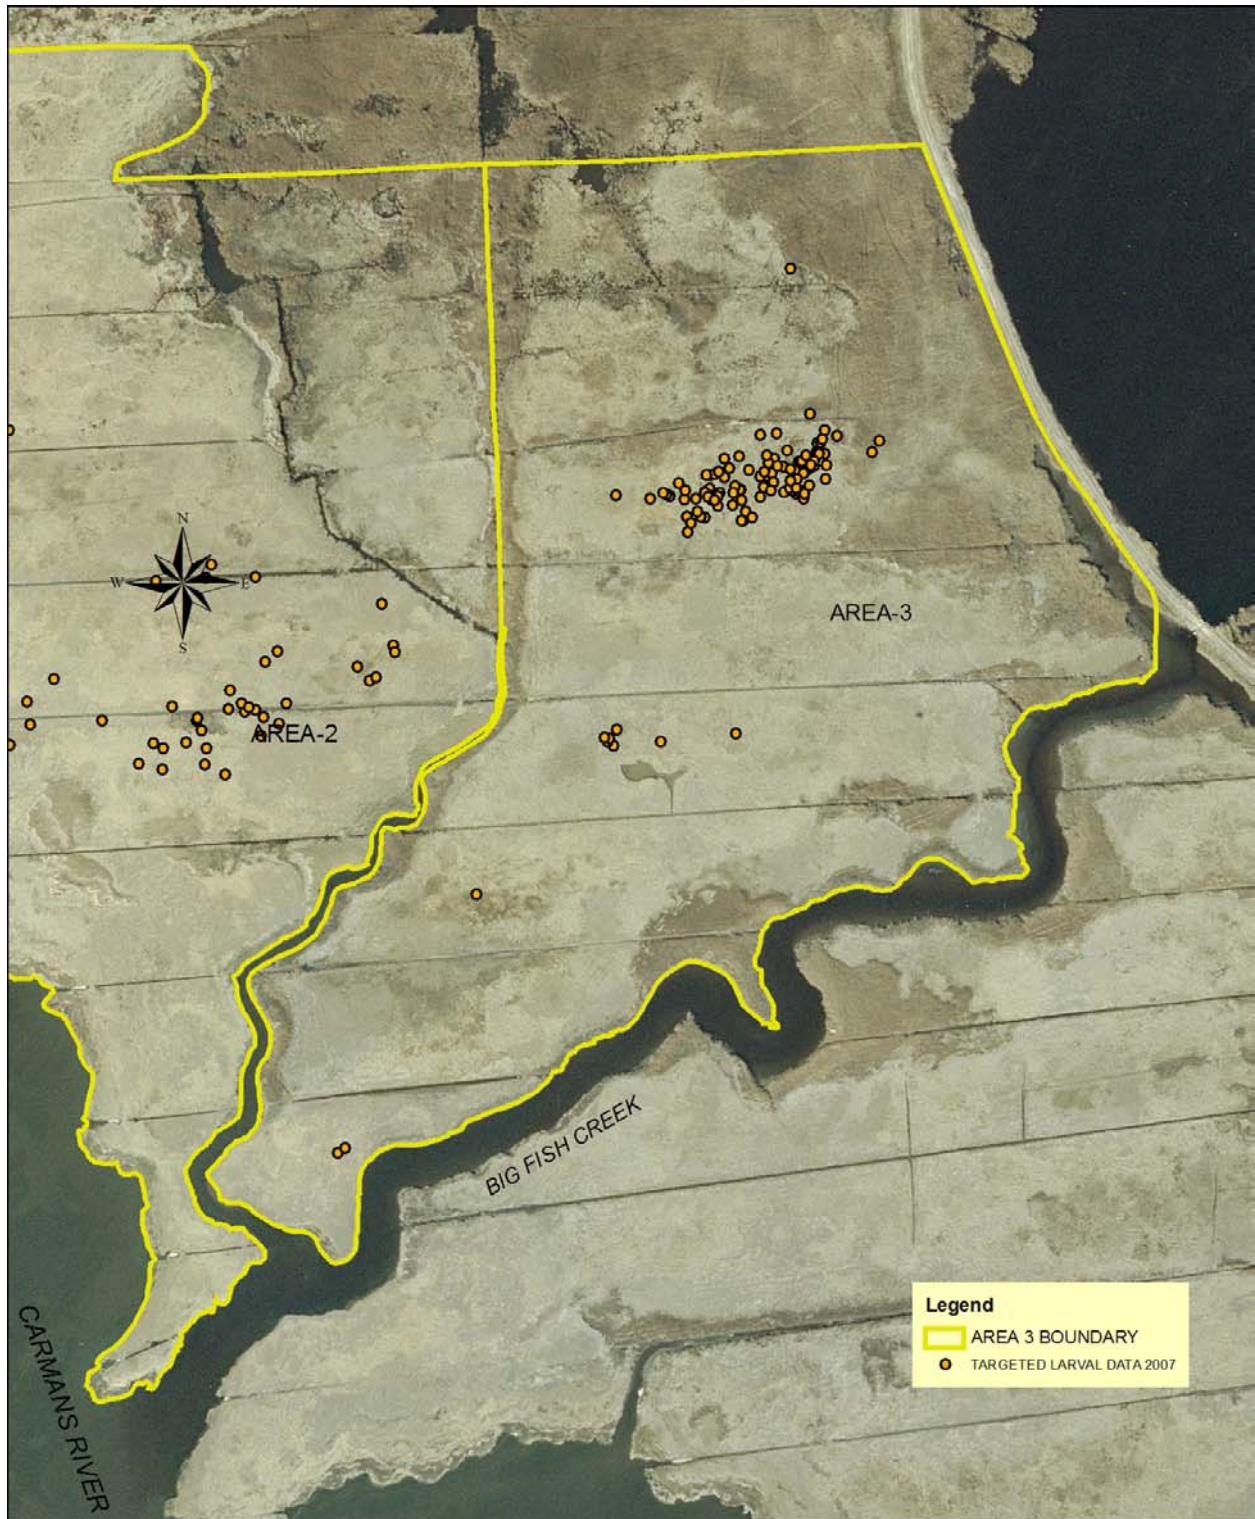 N
W
E
S
AREA-3
AREA-2
BIG FISH CREEK
CARMANS RIVER
Legend
AREA 3 BOUNDARY
TARGETED LARVAL DATA 2007